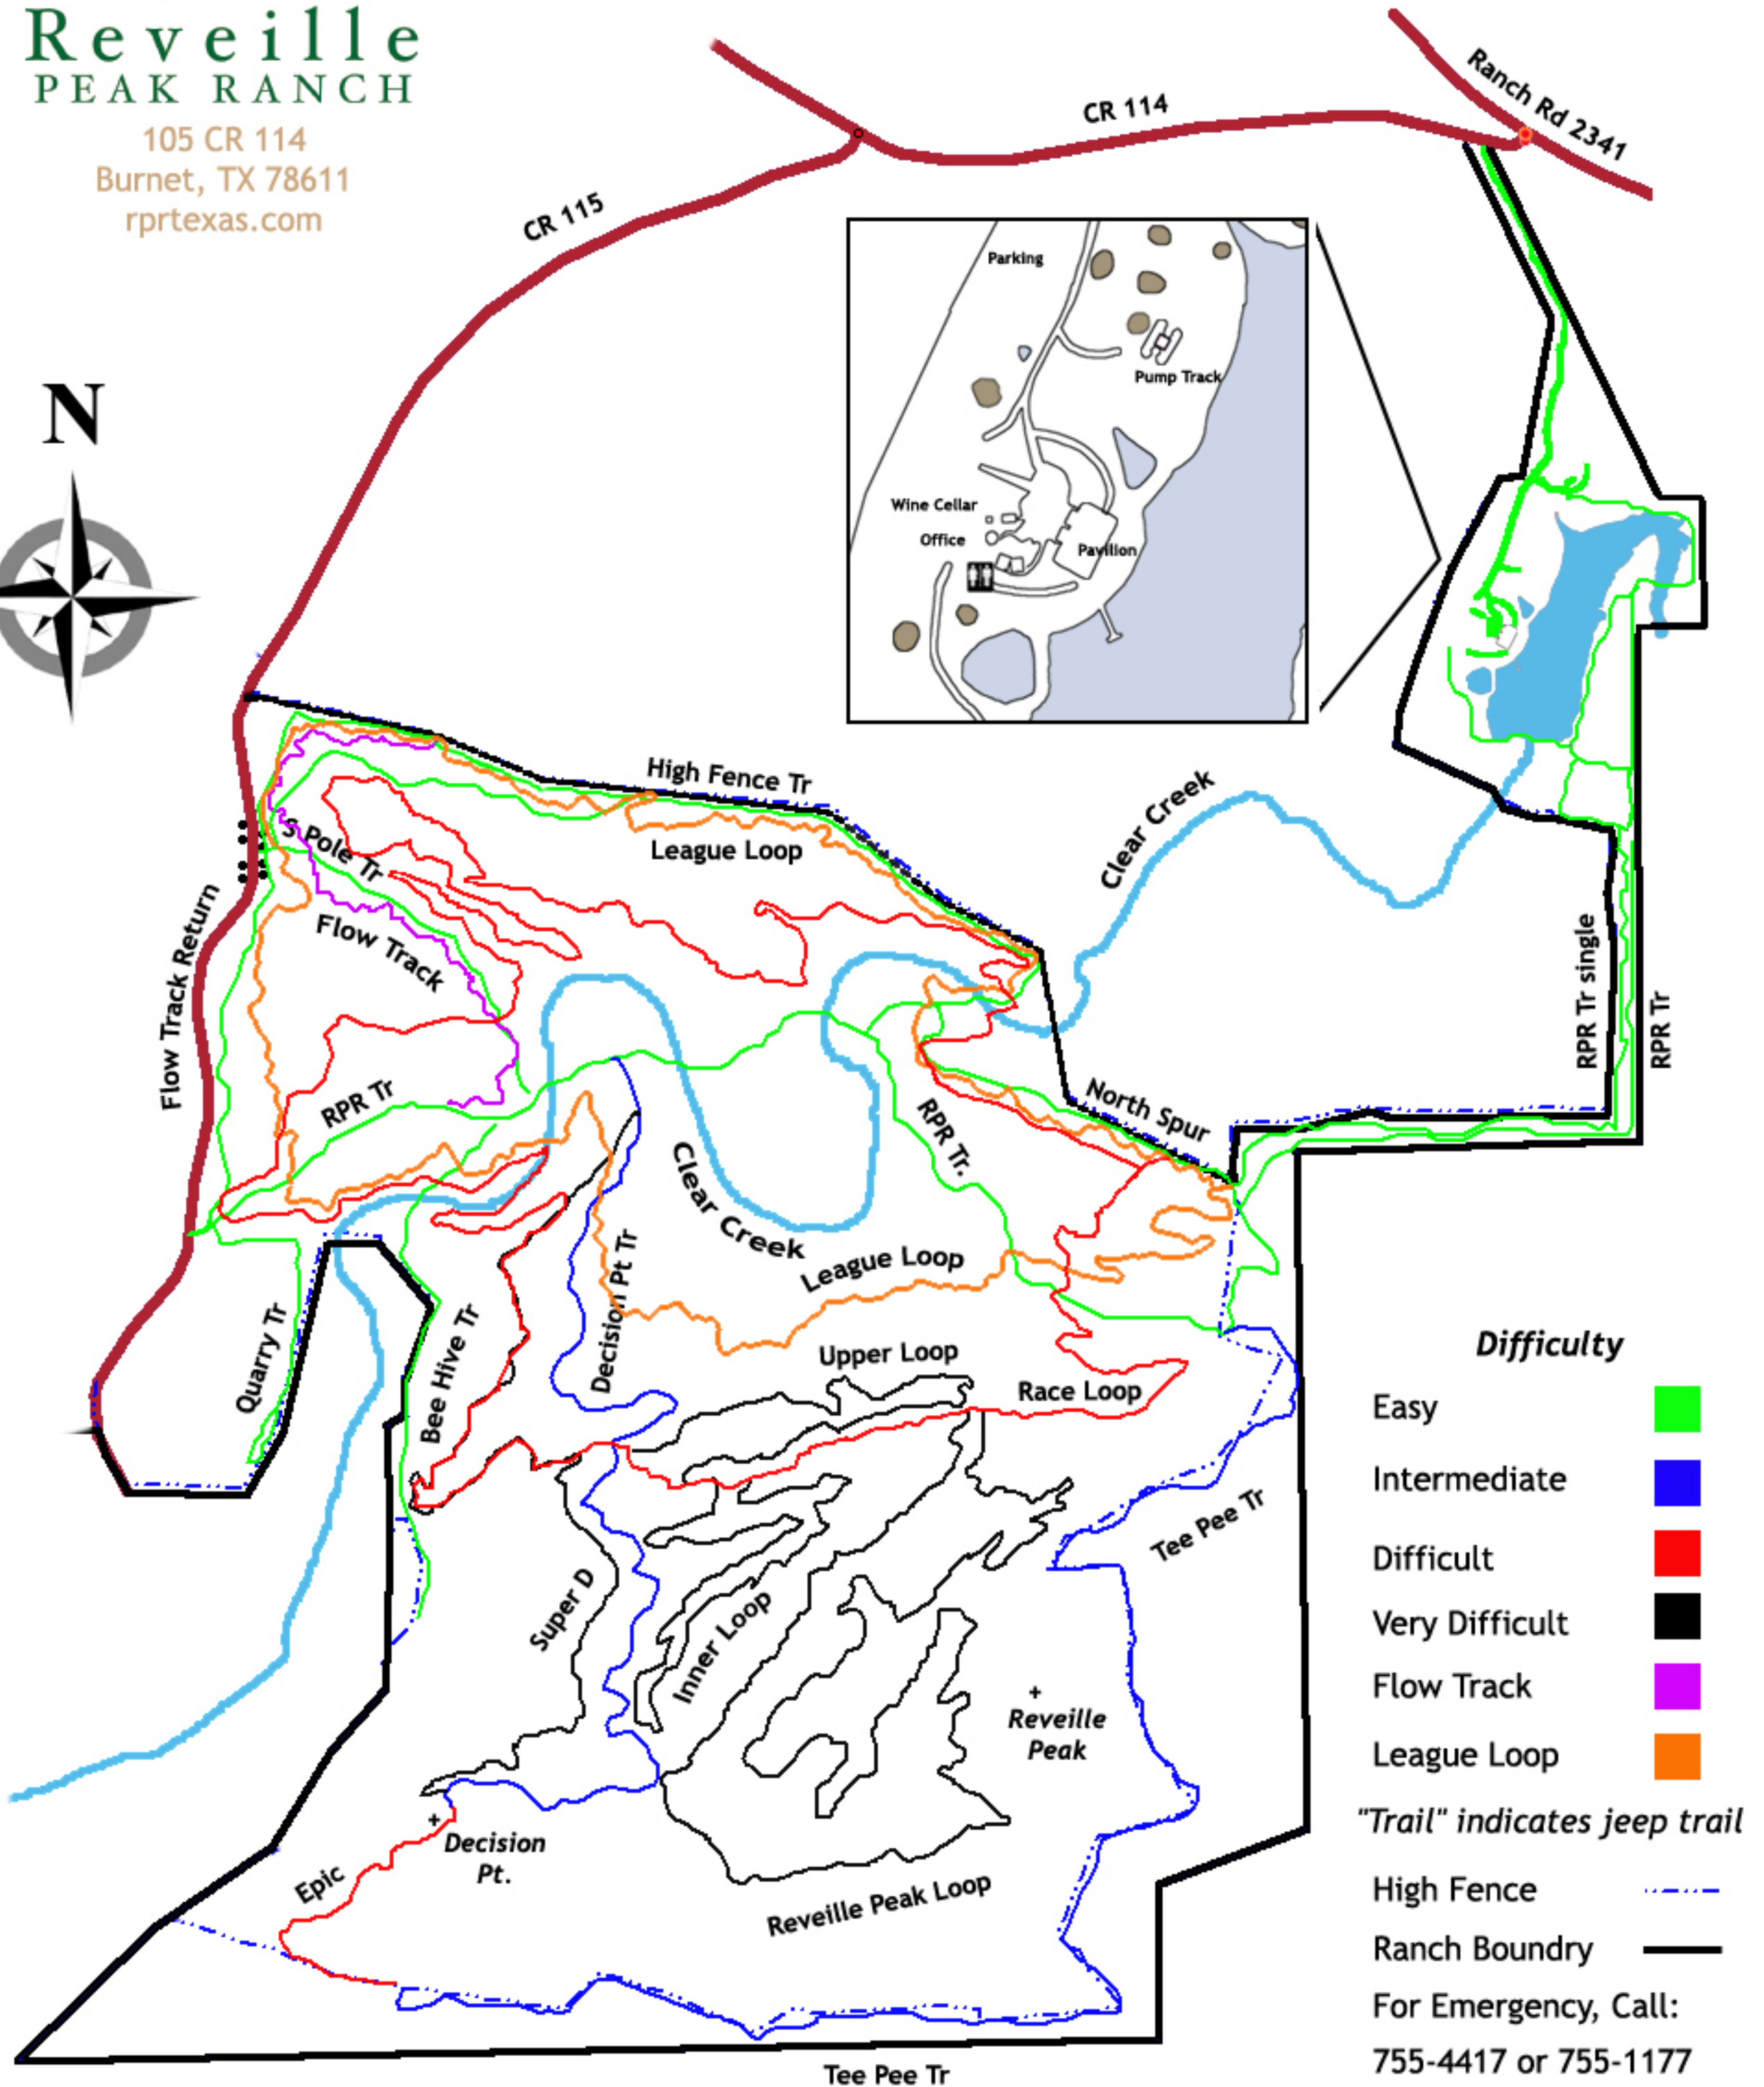 Reveille
PEAK RANCH
105 CR 114
Burnet, TX 78611
rprtexas.com
CR 114
Ranch Rd 2341
CR 115
N
Parking
Pump Track
Wine Cellar
Office
Pavilion
High Fence Tr
League Loop
Clear Creek
S Pole Tr
Flow Track
Flow Track Return
RPR Tr single
RPR Tr
RPR Tr
RPR Tr.
North Spur
Clear Creek
League Loop
Decision Pt Tr
Quarry Tr
Bee Hive Tr
Upper Loop
Race Loop
Tee Pee Tr
Super D
Inner Loop
Reveille
Peak
Decision
Pt.
Epic
Reveille Peak Loop
Tee Pee Tr
Difficulty
Easy
Intermediate
Difficult
Very Difficult
Flow Track
League Loop
"Trail" indicates jeep trail
High Fence
Ranch Boundry
For Emergency, Call:
755-4417 or 755-1177